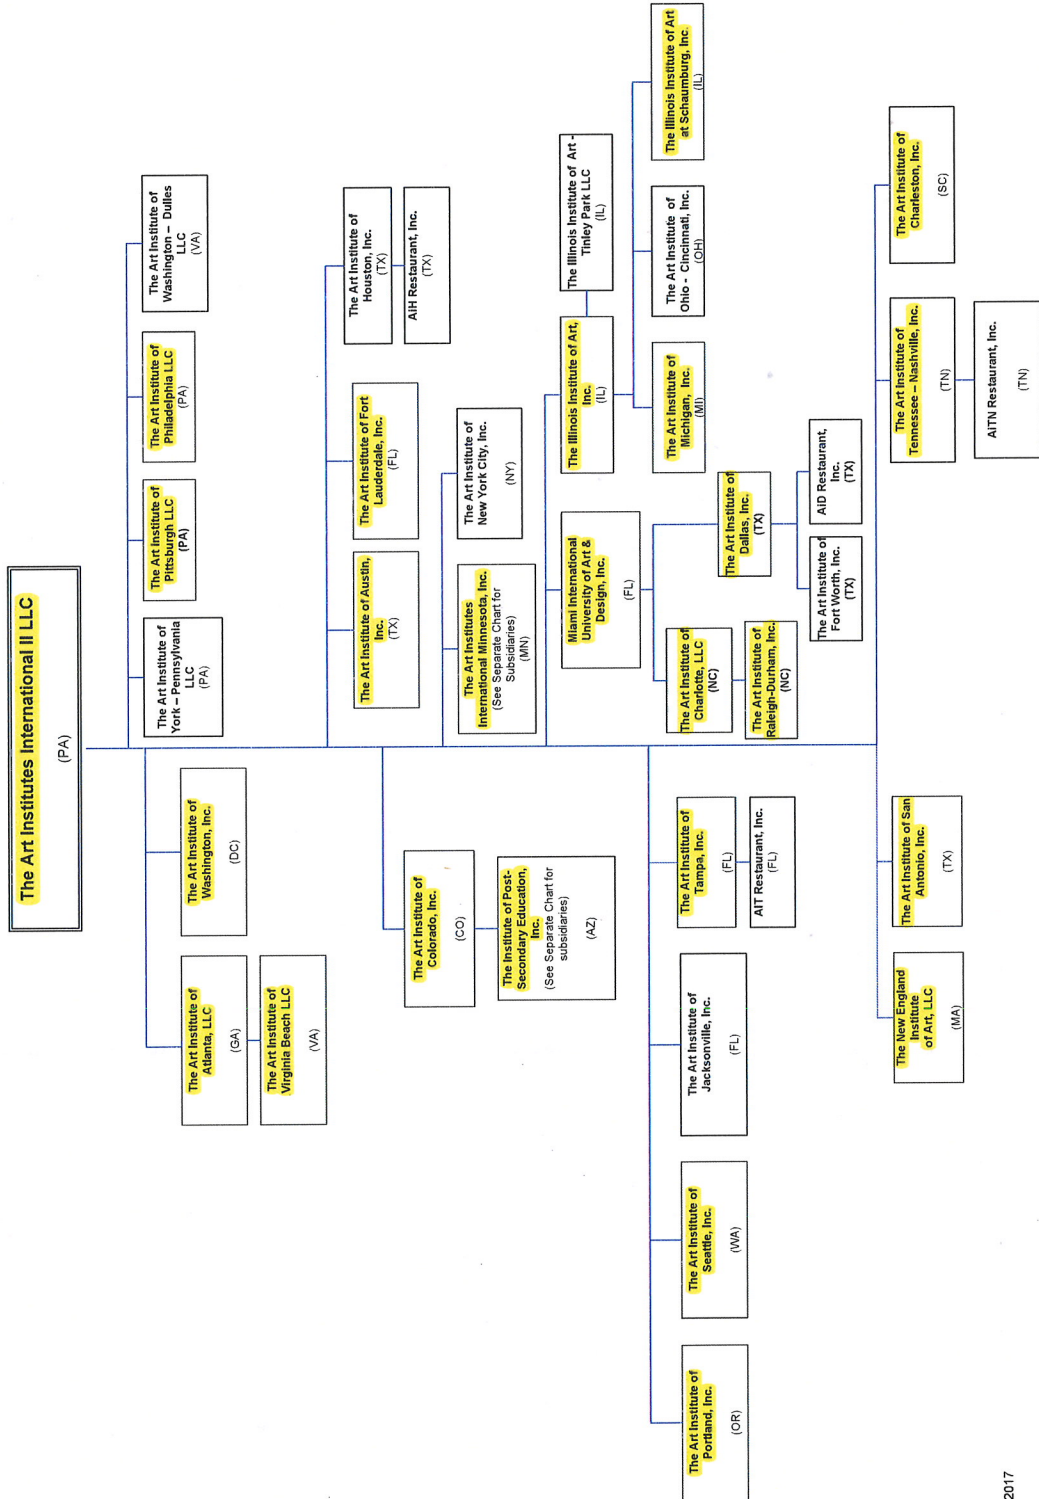 The Art Institutes International II LLC
(PA)
The Art Institute of
Atlanta, LLC
(GA)
The Art Institute of
Virginia Beach LLC
(VA)
The Art Institute of
Washington, Inc.
(DC)
The Art Institute of
York – Pennsylvania
LLC
(PA)
The Art Institute of
Pittsburgh LLC
(PA)
The Art Institute of
Philadelphia LLC
(PA)
The Art Institute of
Washington – Dulles
LLC
(VA)
The Art Institute of Austin,
Inc.
(TX)
The Art Institute of Fort
Lauderdale, Inc.
(FL)
The Art Institute of
Houston, Inc.
(TX)
AIH Restaurant, Inc.
(TX)
The Art Institute of
Colorado, Inc.
(CO)
The Institute of Post-
Secondary Education,
Inc.
(See Separate Chart for
subsidiaries)
(AZ)
The Art Institutes
International Minnesota, Inc.
(See Separate Chart for
Subsidiaries)
(MN)
The Art Institute of
New York City, Inc.
(NY)
Miami International
University of Art &
Design, Inc.
(FL)
The Illinois Institute of Art,
Inc.
(IL)
The Illinois Institute of Art -
Tinley Park LLC
(IL)
The Art Institute of
Michigan, Inc.
(MI)
The Art Institute of
Ohio - Cincinnati, Inc.
(OH)
The Illinois Institute of Art
at Schaumburg, Inc.
(IL)
The Art Institute of
Charlotte, LLC
(NC)
The Art Institute of
Raleigh-Durham, Inc.
(NC)
The Art Institute of
Dallas, Inc.
(TX)
The Art Institute of
Fort Worth, Inc.
(TX)
AID Restaurant,
Inc.
(TX)
The Art Institute of
Portland, Inc.
(OR)
The Art Institute of
Seattle, Inc.
(WA)
The Art Institute of
Jacksonville, Inc.
(FL)
The Art Institute of
Tampa, Inc.
(FL)
AIT Restaurant, Inc.
(FL)
The New England
Institute
of Art, LLC
(MA)
The Art Institute of San
Antonio, Inc.
(TX)
The Art Institute of
Tennessee – Nashville, Inc.
(TN)
AITN Restaurant, Inc.
(TN)
The Art Institute of
Charleston, Inc.
(SC)
2017